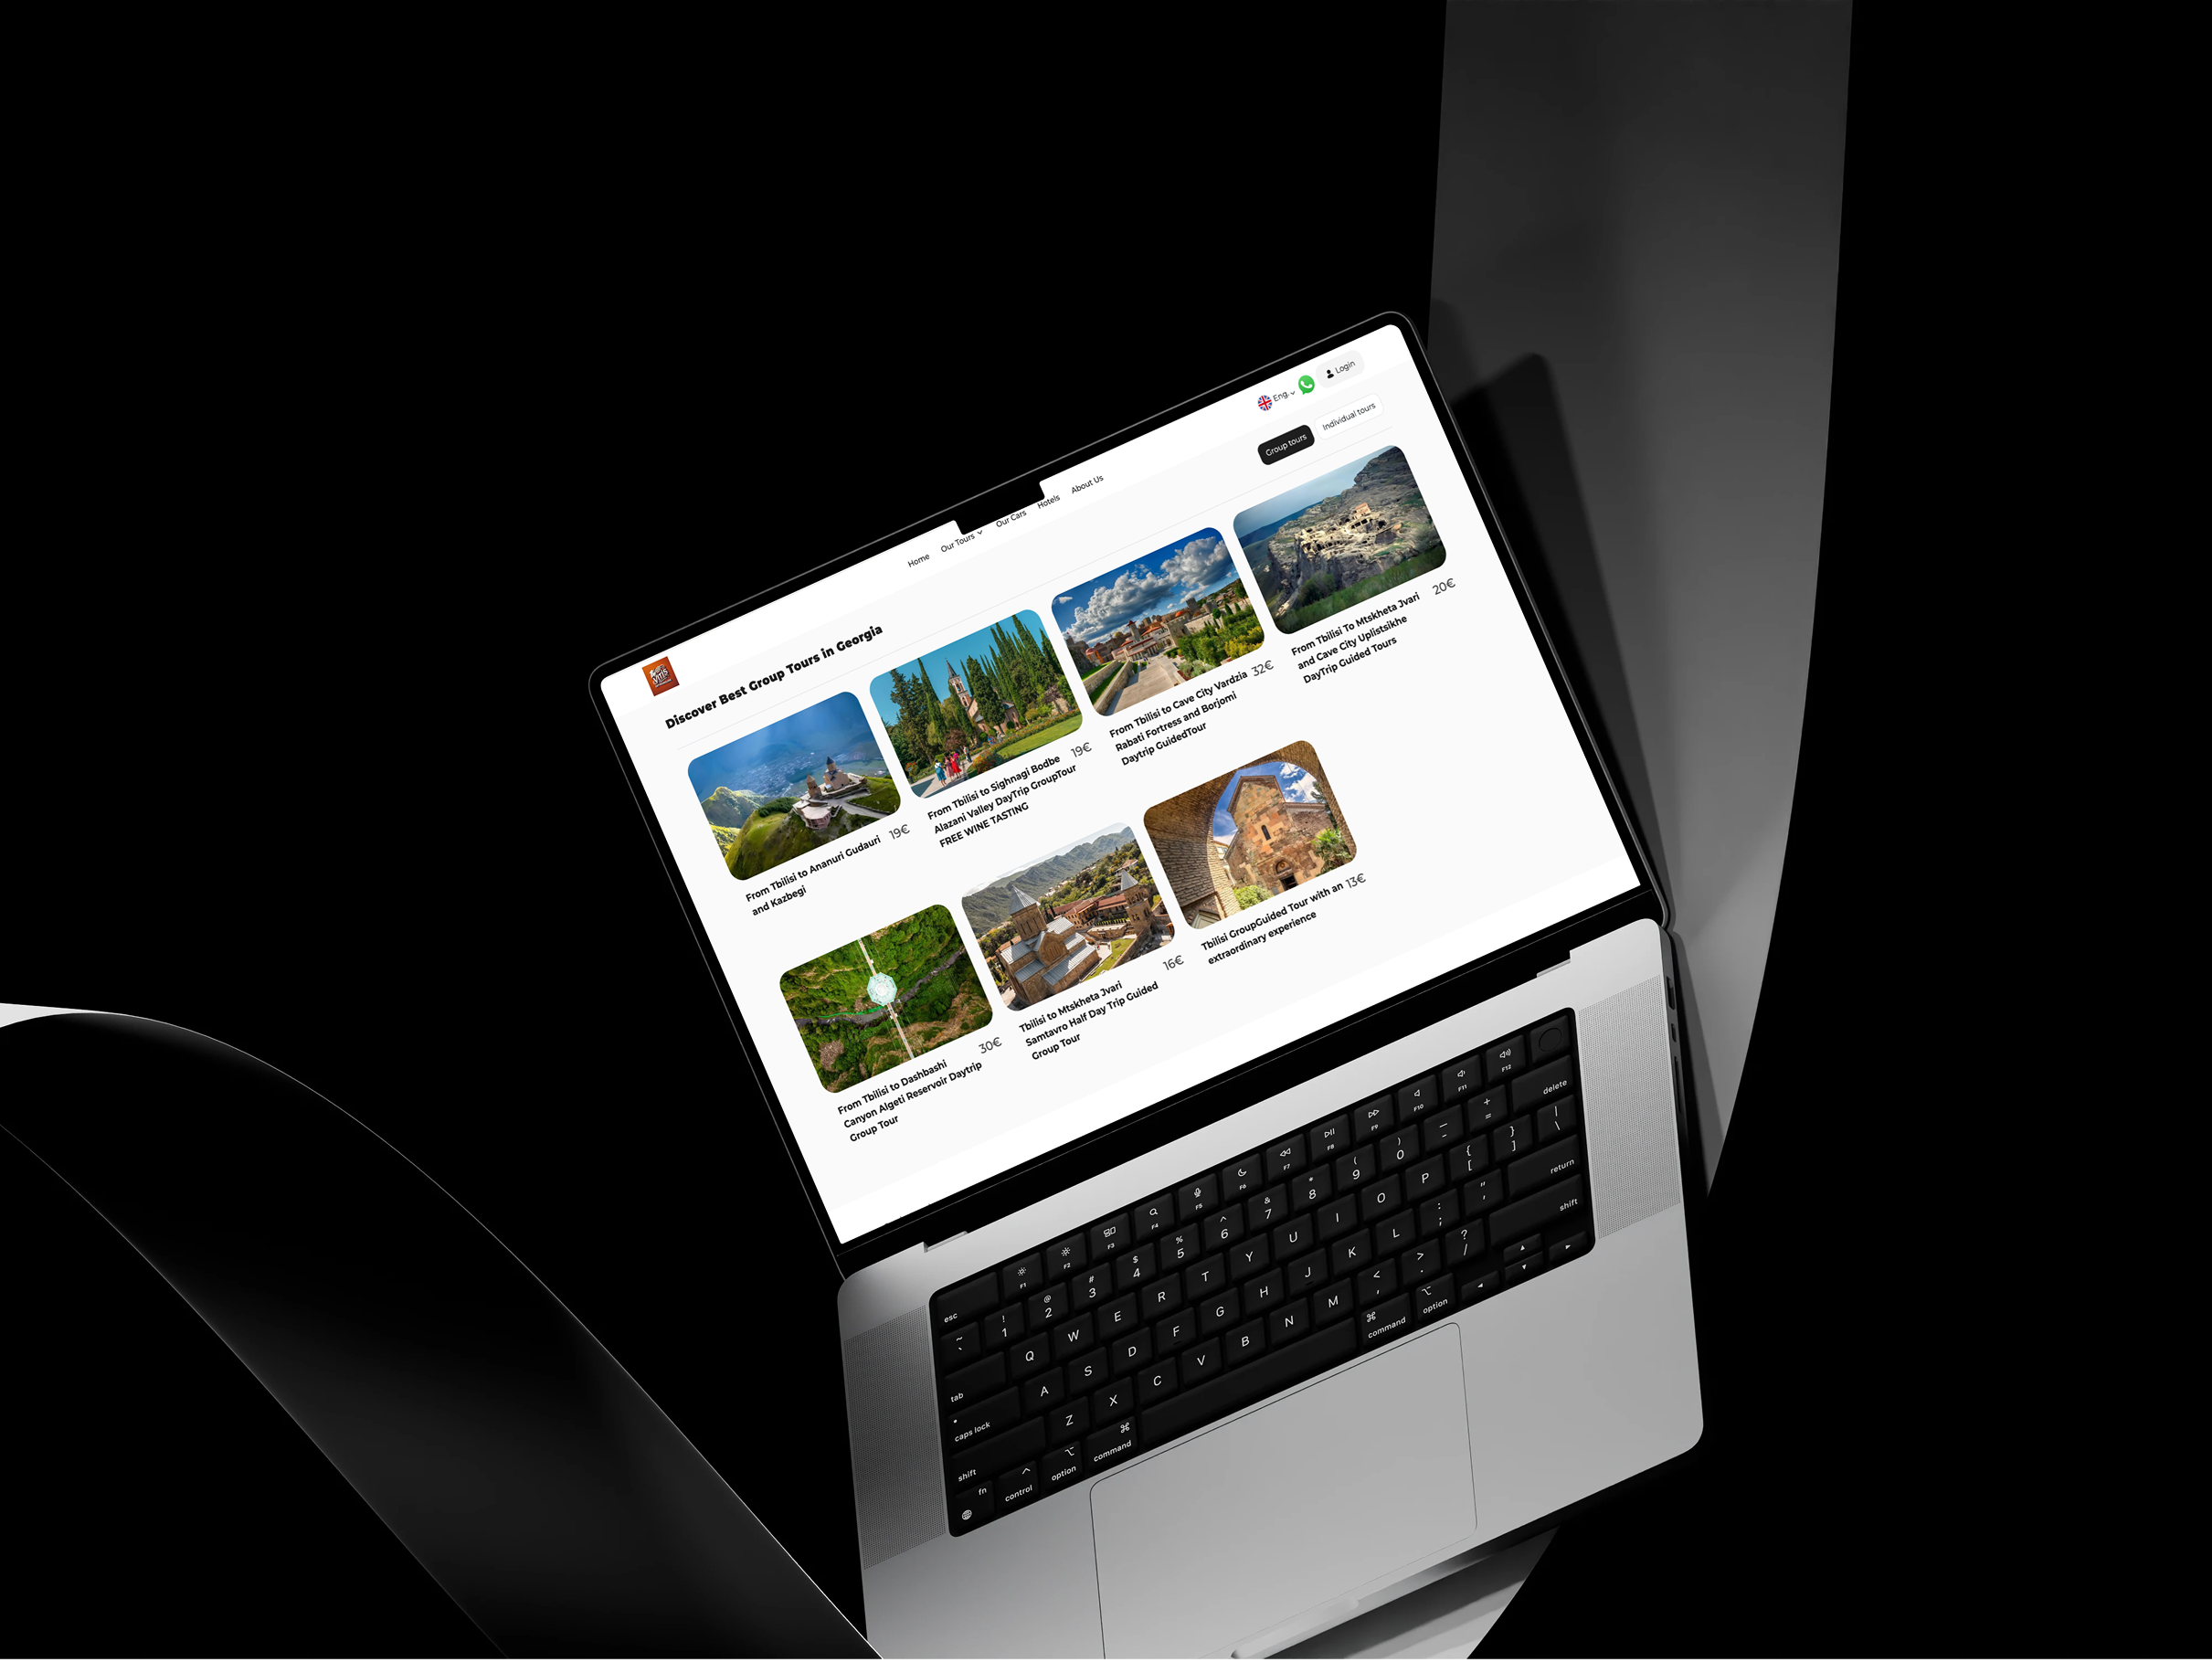 Home
Our Tours
Our Cars
Hotels
About Us
Eng.
Login
VITIS
Discover Best Group Tours in Georgia
Group tours
Individual tours
From Tbilisi to Ananuri Gudauri
and Kazbegi
19€
From Tbilisi to Sighnagi Bodbe
Alazani Valley DayTrip GroupTour
FREE WINE TASTING
19€
From Tbilisi to Cave City Vardzia
Rabati Fortress and Borjomi
Daytrip GuidedTour
32€
From Tbilisi To Mtskheta Jvari
and Cave City Uplistsikhe
DayTrip Guided Tours
20€
From Tbilisi to Dashbashi
Canyon Algeti Reservoir Daytrip
Group Tour
30€
Tbilisi to Mtskheta Jvari
Samtavro Half Day Trip Guided
Group Tour
16€
Tbilisi GroupGuided Tour with an
extraordinary experience
13€
esc F1 F2 F3 F4 F5 F6 F7 F8 F9 F10 F11 F12
~ ! @ # $ % ^ & * ( ) — +
` 1 2 3 4 5 6 7 8 9 0 - = delete
tab Q W E R T Y U I O P { [ } ] | \
caps lock A S D F G H J K L : ; " ' return
shift Z X C V B N M < , > . ? / shift
fn control option command command option